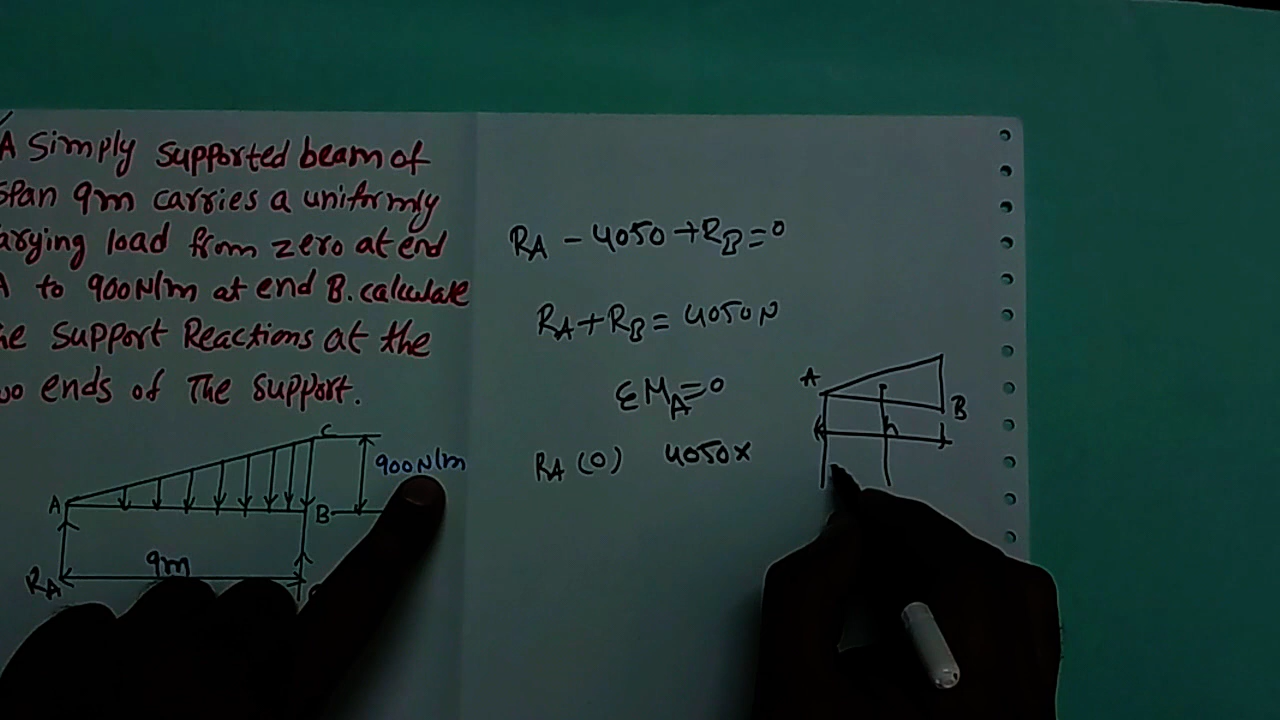 A Simply Supported beam of
Span 9m carries a uniformly
arying load from zero at end
A to 900N/m at end B. calculate
he Support Reactions at the
wo ends of The Support.
C
900N/m
A
B
9m
RA
RA - 4050 + RB = 0
RA + RB = 4050N
ΣMA = 0
RA (0) 4050x
A
B